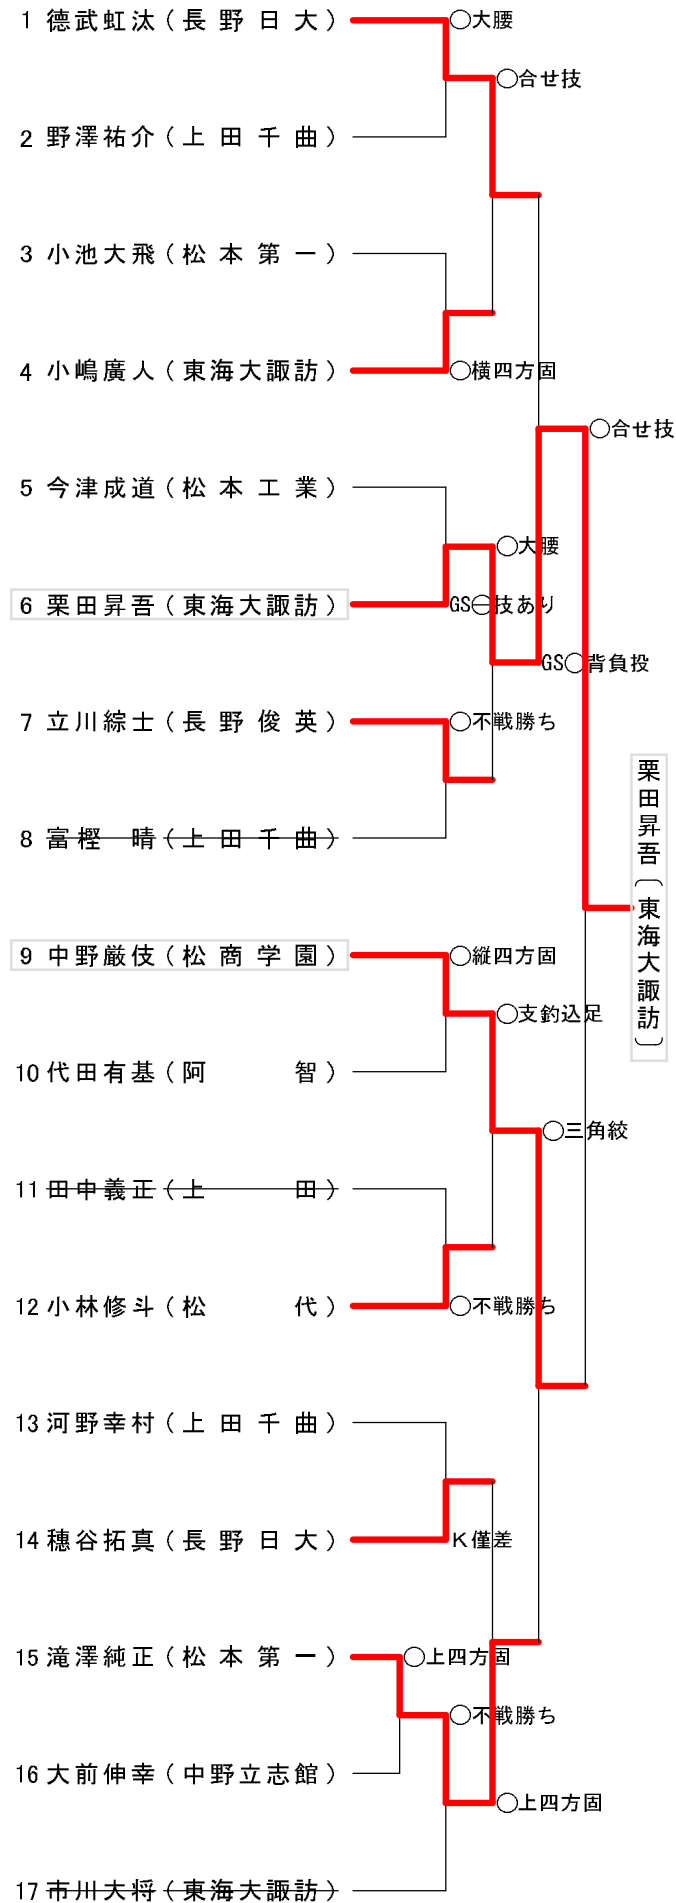 1 德武虹汰(長野日大)
○大腰
○合せ技
2 野澤祐介(上田千曲)
3 小池大飛(松本第一)
4 小嶋廣人(東海大諏訪)
○横四方固
○合せ技
5 今津成道(松本工業)
○大腰
6 栗田昇吾(東海大諏訪)
GS○技あり
GS○背負投
7 立川綜士(長野俊英)
○不戦勝ち
8 富樫 晴(上田千曲)
栗田昇吾〔東海大諏訪〕
9 中野厳伎(松商学園)
○縦四方固
○支釣込足
10 代田有基(阿 智)
○三角絞
11 田中義正(上 田)
12 小林修斗(松 代)
○不戦勝ち
13 河野幸村(上田千曲)
14 穂谷拓真(長野日大)
K僅差
15 滝澤純正(松本第一)
○上四方固
○不戦勝ち
16 大前伸幸(中野立志館)
○上四方固
17 市川大将(東海大諏訪)